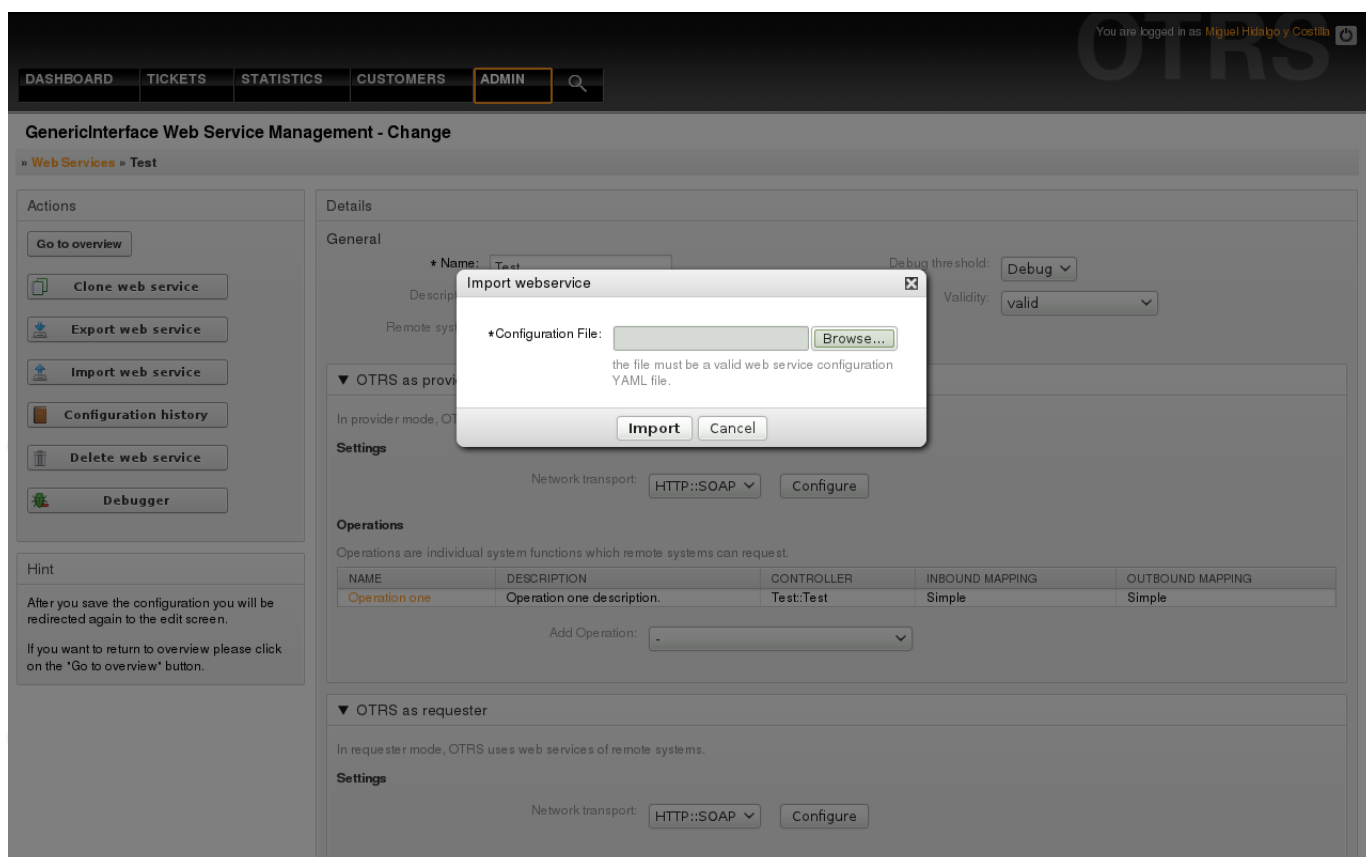 OTRS
You are logged in as Miguel Hidalgo y Costilla
DASHBOARD TICKETS STATISTICS CUSTOMERS ADMIN
GenericInterface Web Service Management - Change
» Web Services » Test
Actions
Go to overview
Clone web service
Export web service
Import web service
Configuration history
Delete web service
Debugger
Hint
After you save the configuration you will be
redirected again to the edit screen.
If you want to return to overview please click
on the "Go to overview" button.
Details
General
* Name: Test
Debug threshold: Debug
Descrip
Validity: valid
Remote syst
Import webservice
*Configuration File: Browse...
the file must be a valid web service configuration
YAML file.
Import Cancel
▼ OTRS as provi
In provider mode, OT
Settings
Network transport: HTTP::SOAP Configure
Operations
Operations are individual system functions which remote systems can request.
NAME DESCRIPTION CONTROLLER INBOUND MAPPING OUTBOUND MAPPING
Operation one Operation one description. Test::Test Simple Simple
Add Operation: -
▼ OTRS as requester
In requester mode, OTRS uses web services of remote systems.
Settings
Network transport: HTTP::SOAP Configure